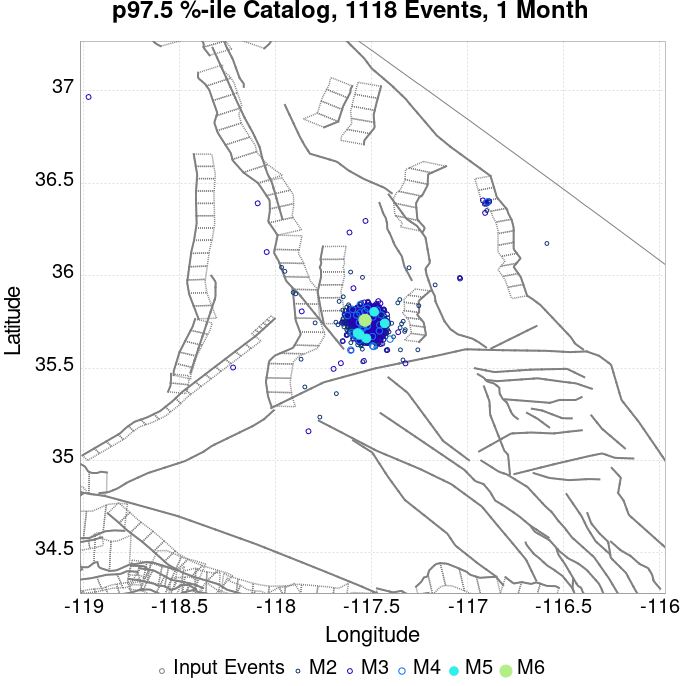 p97.5 %-ile Catalog, 1118 Events, 1 Month
37
36.5
36
35.5
35
34.5
Latitude
-119 -118.5 -118 -117.5 -117 -116.5 -116
Longitude
Input Events M2 M3 M4 M5 M6